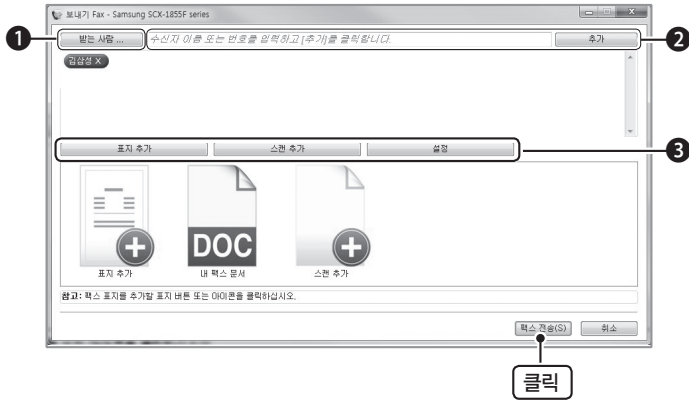 보내기 Fax - Samsung SCX-1855F series
1 받는 사람 ... 수신자 이름 또는 번호를 입력하고 [추가]를 클릭합니다. 추가 2
김삼성 X
표지 추가 스캔 추가 설정 3
DOC
표지 추가 내 팩스 문서 스캔 추가
참고: 팩스 표지를 추가할 표지 버튼 또는 아이콘을 클릭하십시오.
팩스 전송(S) 취소
클릭